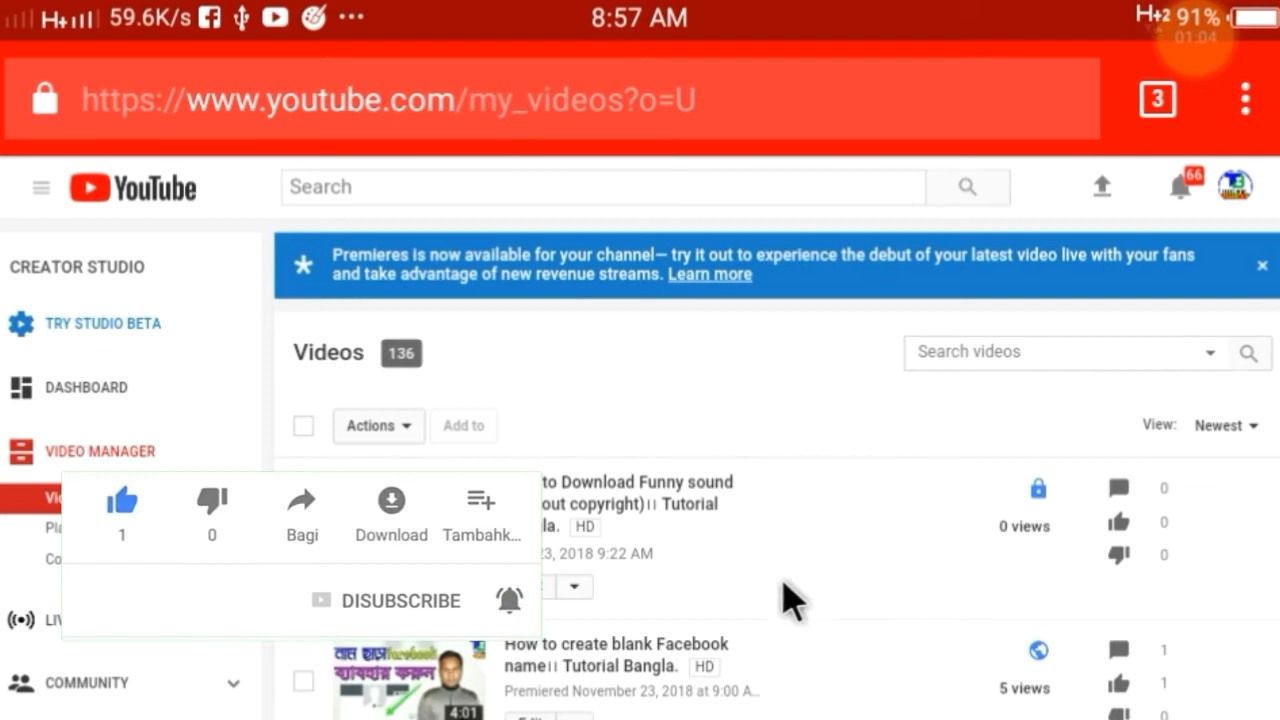 59.6K/s
8:57 AM
91%
01:04
https://www.youtube.com/my_videos?o=U
3
YouTube
Search
66
CREATOR STUDIO
Premieres is now available for your channel— try it out to experience the debut of your latest video live with your fans
and take advantage of new revenue streams. Learn more
TRY STUDIO BETA
Videos 136
Search videos
DASHBOARD
Actions
Add to
View: Newest
VIDEO MANAGER
to Download Funny sound
out copyright)।। Tutorial
la. HD
23, 2018 9:22 AM
0 views
0
0
0
1
0
Bagi
Download
Tambahk...
DISUBSCRIBE
How to create blank Facebook
name।। Tutorial Bangla. HD
Premiered November 23, 2018 at 9:00 A...
নাম ছাড়া facebook
ব্যাবহার করুন
4:01
5 views
1
1
COMMUNITY